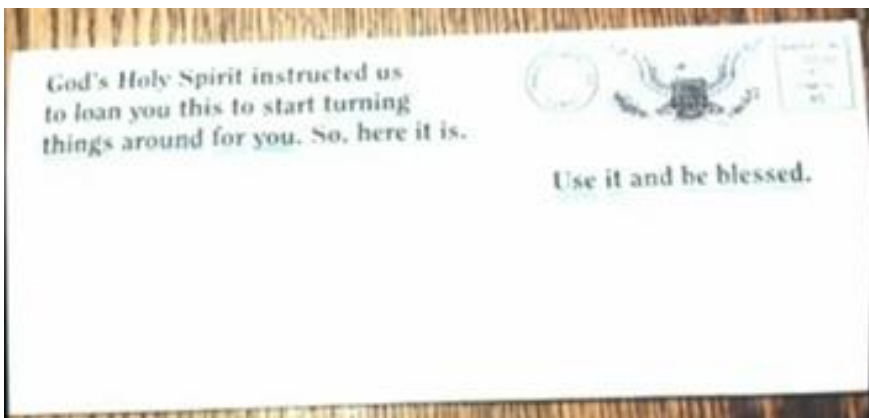 God's Holy Spirit instructed us
to loan you this to start turning
things around for you. So, here it is.
Use it and be blessed.